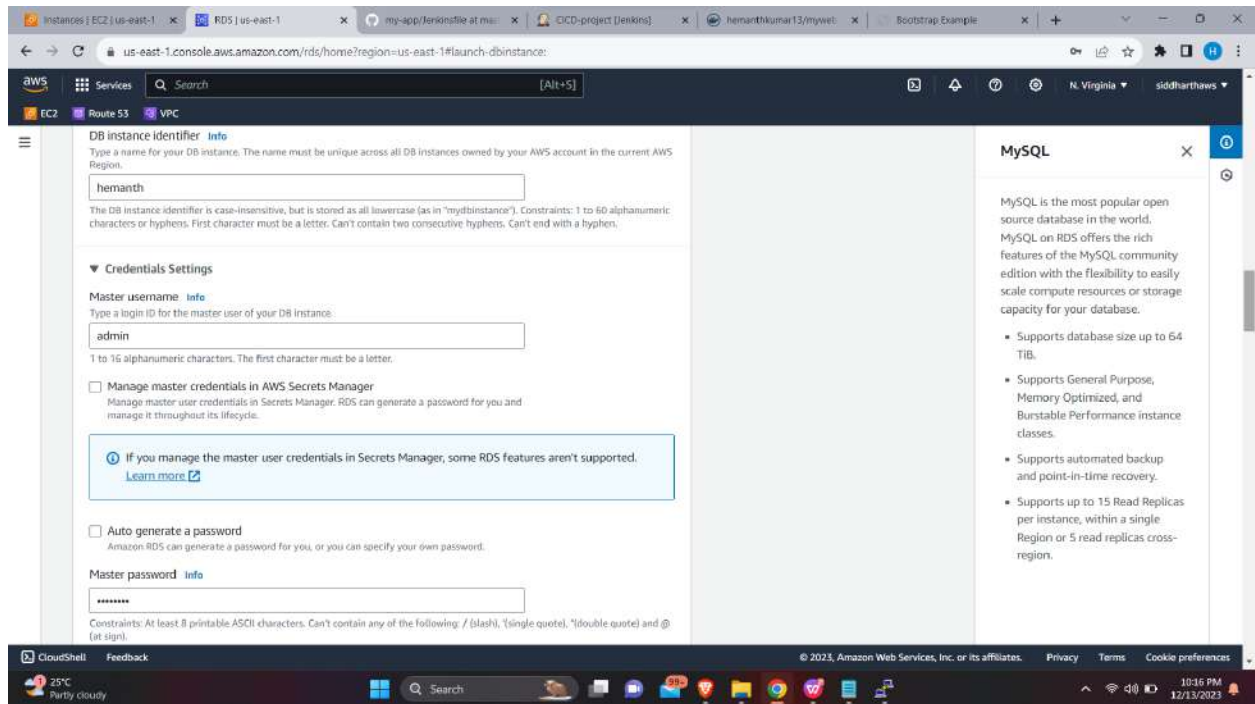 Instances | EC2 | us-east-1
RDS | us-east-1
my-app/Jenkinsfile at mai
CICD-project [Jenkins]
hemanthkumar13/myweb
Bootstrap Example
us-east-1.console.aws.amazon.com/rds/home?region=us-east-1#launch-dbinstance:
H
aws
Services
Search
[Alt+S]
N. Virginia
siddharthaws
EC2
Route 53
VPC
DB instance identifier Info
Type a name for your DB instance. The name must be unique across all DB instances owned by your AWS account in the current AWS
Region.
hemanth
The DB instance identifier is case-insensitive, but is stored as all lowercase (as in "mydbinstance"). Constraints: 1 to 60 alphanumeric
characters or hyphens. First character must be a letter. Can't contain two consecutive hyphens. Can't end with a hyphen.
Credentials Settings
Master username Info
Type a login ID for the master user of your DB instance.
admin
1 to 16 alphanumeric characters. The first character must be a letter.
Manage master credentials in AWS Secrets Manager
Manage master user credentials in Secrets Manager. RDS can generate a password for you and
manage it throughout its lifecycle.
If you manage the master user credentials in Secrets Manager, some RDS features aren't supported.
Learn more
Auto generate a password
Amazon RDS can generate a password for you, or you can specify your own password.
Master password Info
••••••••
Constraints: At least 8 printable ASCII characters. Can't contain any of the following: / (slash), '(single quote), "(double quote) and @
(at sign).
MySQL
MySQL is the most popular open
source database in the world.
MySQL on RDS offers the rich
features of the MySQL community
edition with the flexibility to easily
scale compute resources or storage
capacity for your database.
Supports database size up to 64
TiB.
Supports General Purpose,
Memory Optimized, and
Burstable Performance instance
classes.
Supports automated backup
and point-in-time recovery.
Supports up to 15 Read Replicas
per instance, within a single
Region or 5 read replicas cross-
region.
CloudShell
Feedback
© 2023, Amazon Web Services, Inc. or its affiliates.
Privacy
Terms
Cookie preferences
1
25°C
Partly cloudy
Search
99+
10:16 PM
12/13/2023